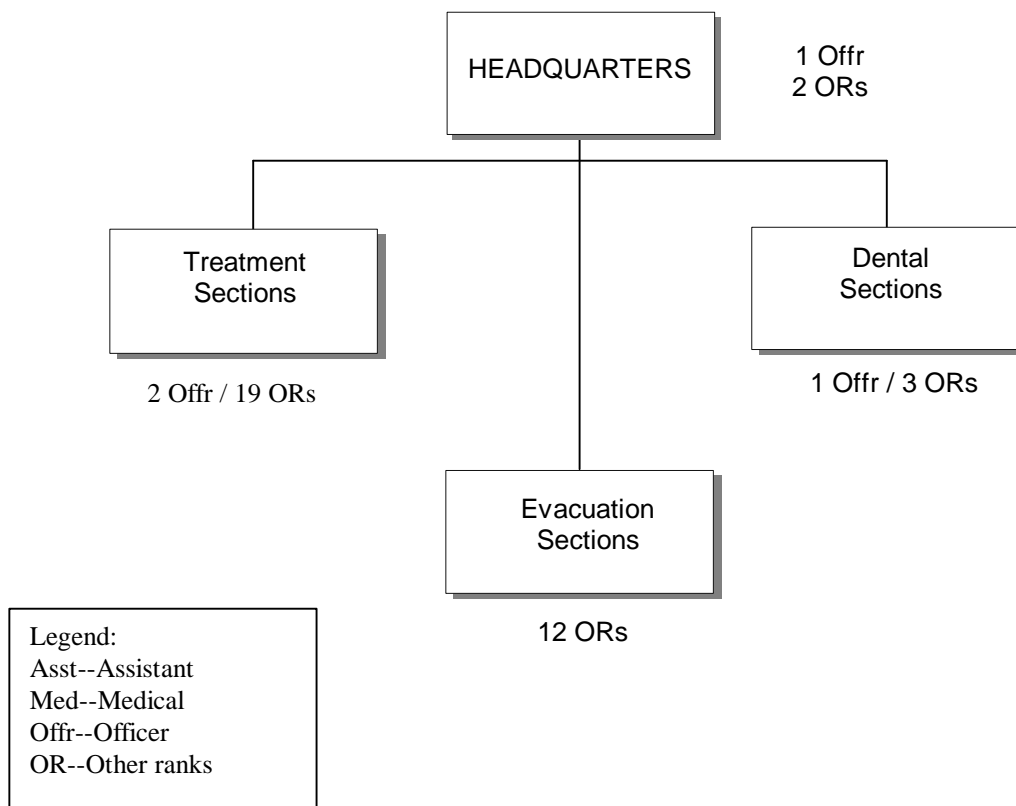 HEADQUARTERS
1 Offr
2 ORs
Treatment
Sections
2 Offr / 19 ORs
Dental
Sections
1 Offr / 3 ORs
Evacuation
Sections
12 ORs
Legend:
Asst--Assistant
Med--Medical
Offr--Officer
OR--Other ranks